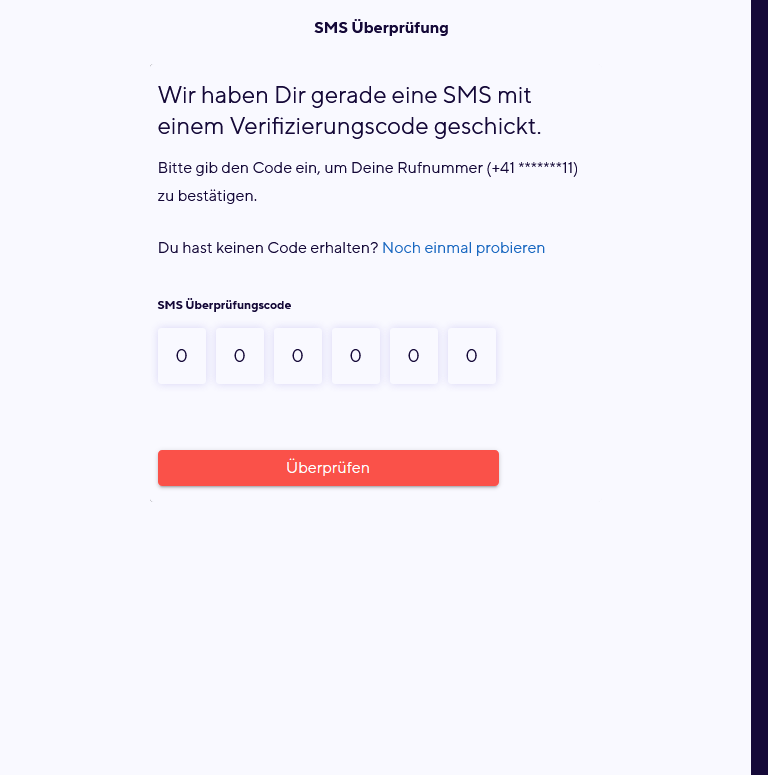 SMS Überprüfung
Wir haben Dir gerade eine SMS mit
einem Verifizierungscode geschickt.
Bitte gib den Code ein, um Deine Rufnummer (+41 *******11)
zu bestätigen.
Du hast keinen Code erhalten? Noch einmal probieren
SMS Überprüfungscode
0 0 0 0 0 0
Überprüfen